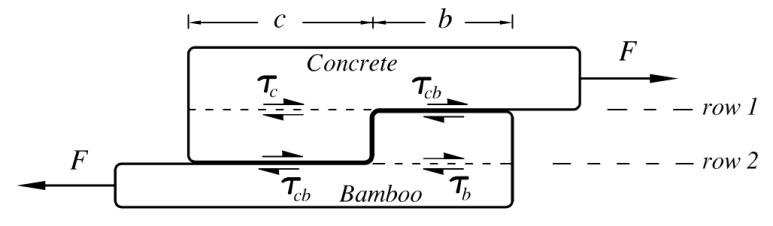 c b
Concrete
F
τc τcb
row 1
F
row 2
τcb Bamboo τb